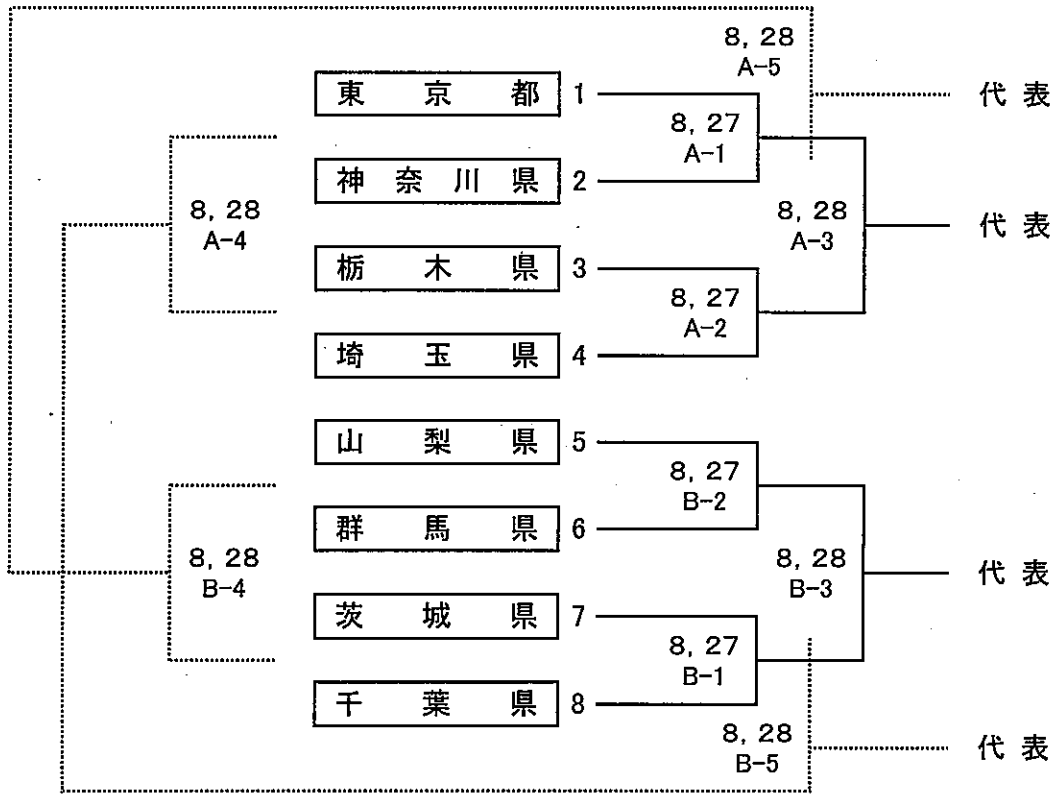 8, 28
A-5
代 表
東 京 都 1
8, 27
A-1
神 奈 川 県 2
8, 28
A-4
8, 28
A-3
代 表
栃 木 県 3
8, 27
A-2
埼 玉 県 4
山 梨 県 5
8, 27
B-2
群 馬 県 6
8, 28
B-4
8, 28
B-3
代 表
茨 城 県 7
8, 27
B-1
千 葉 県 8
8, 28
B-5
代 表